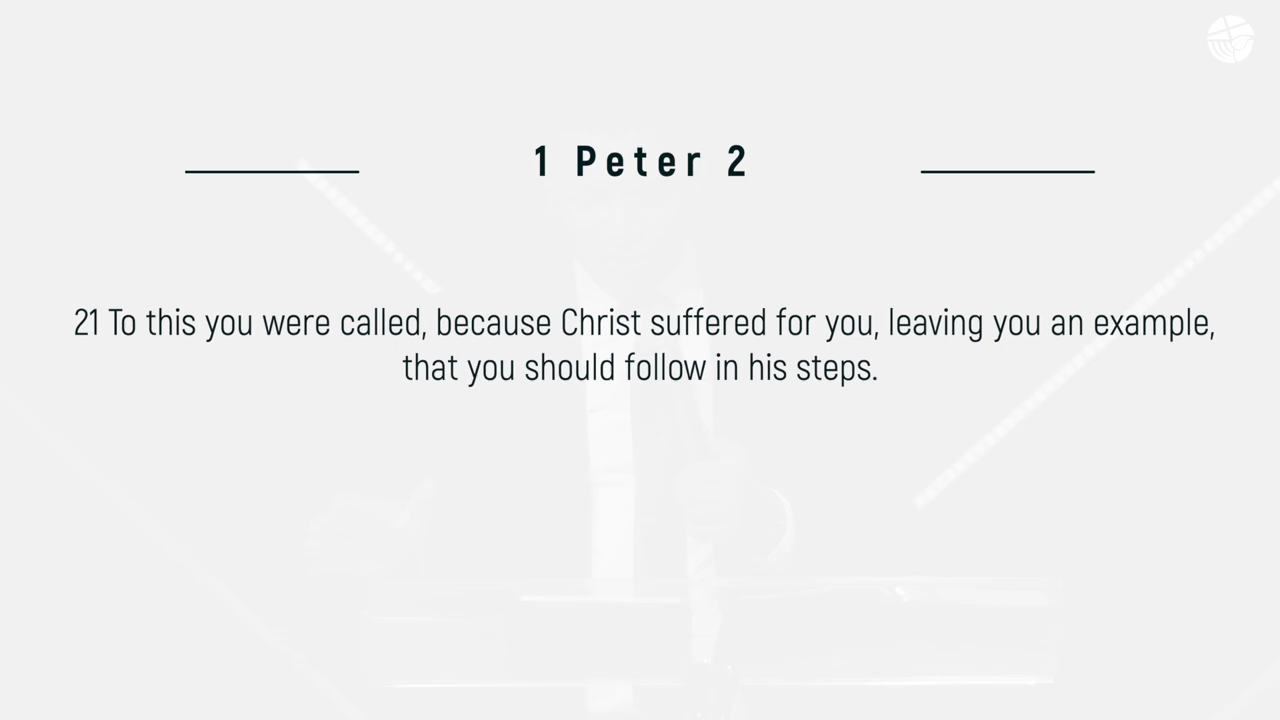 1 Peter 2
21 To this you were called, because Christ suffered for you, leaving you an example,
that you should follow in his steps.